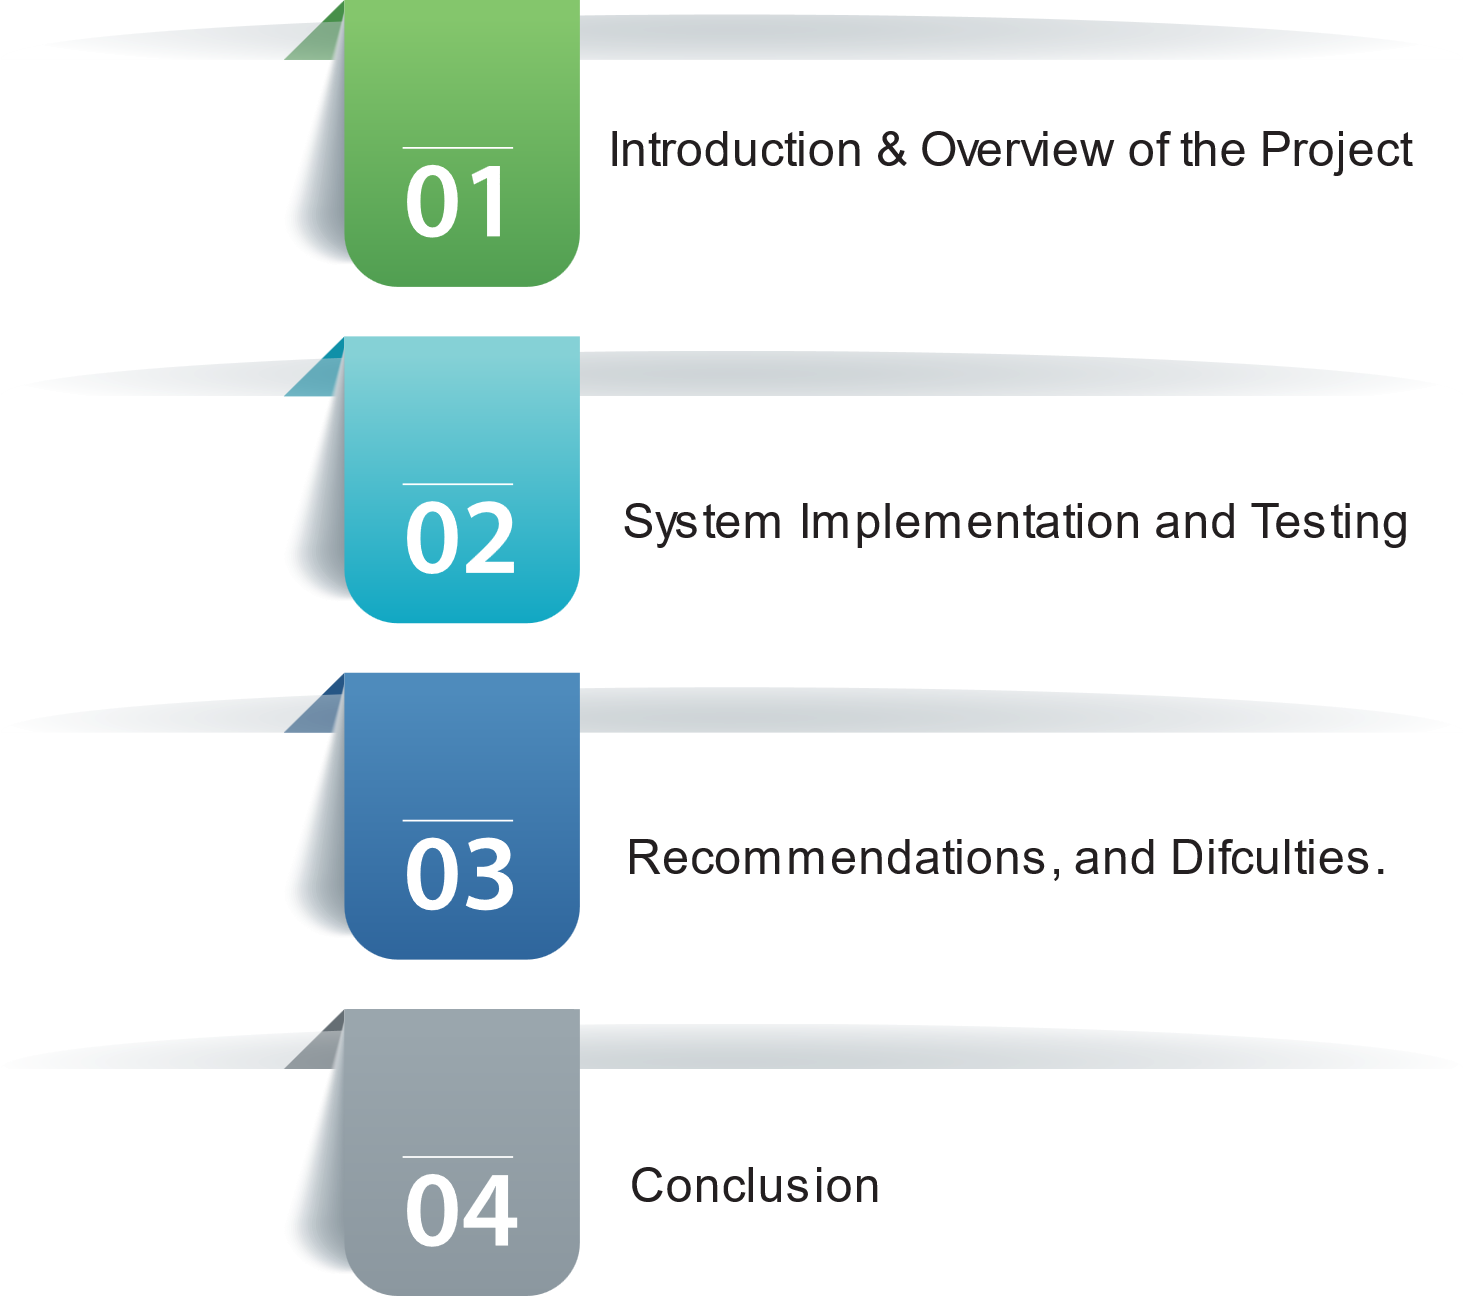 01
Introduction & Overview of the Project
02
System Implementation and Testing
03
Recommendations, and Difculties.
04
Conclusion